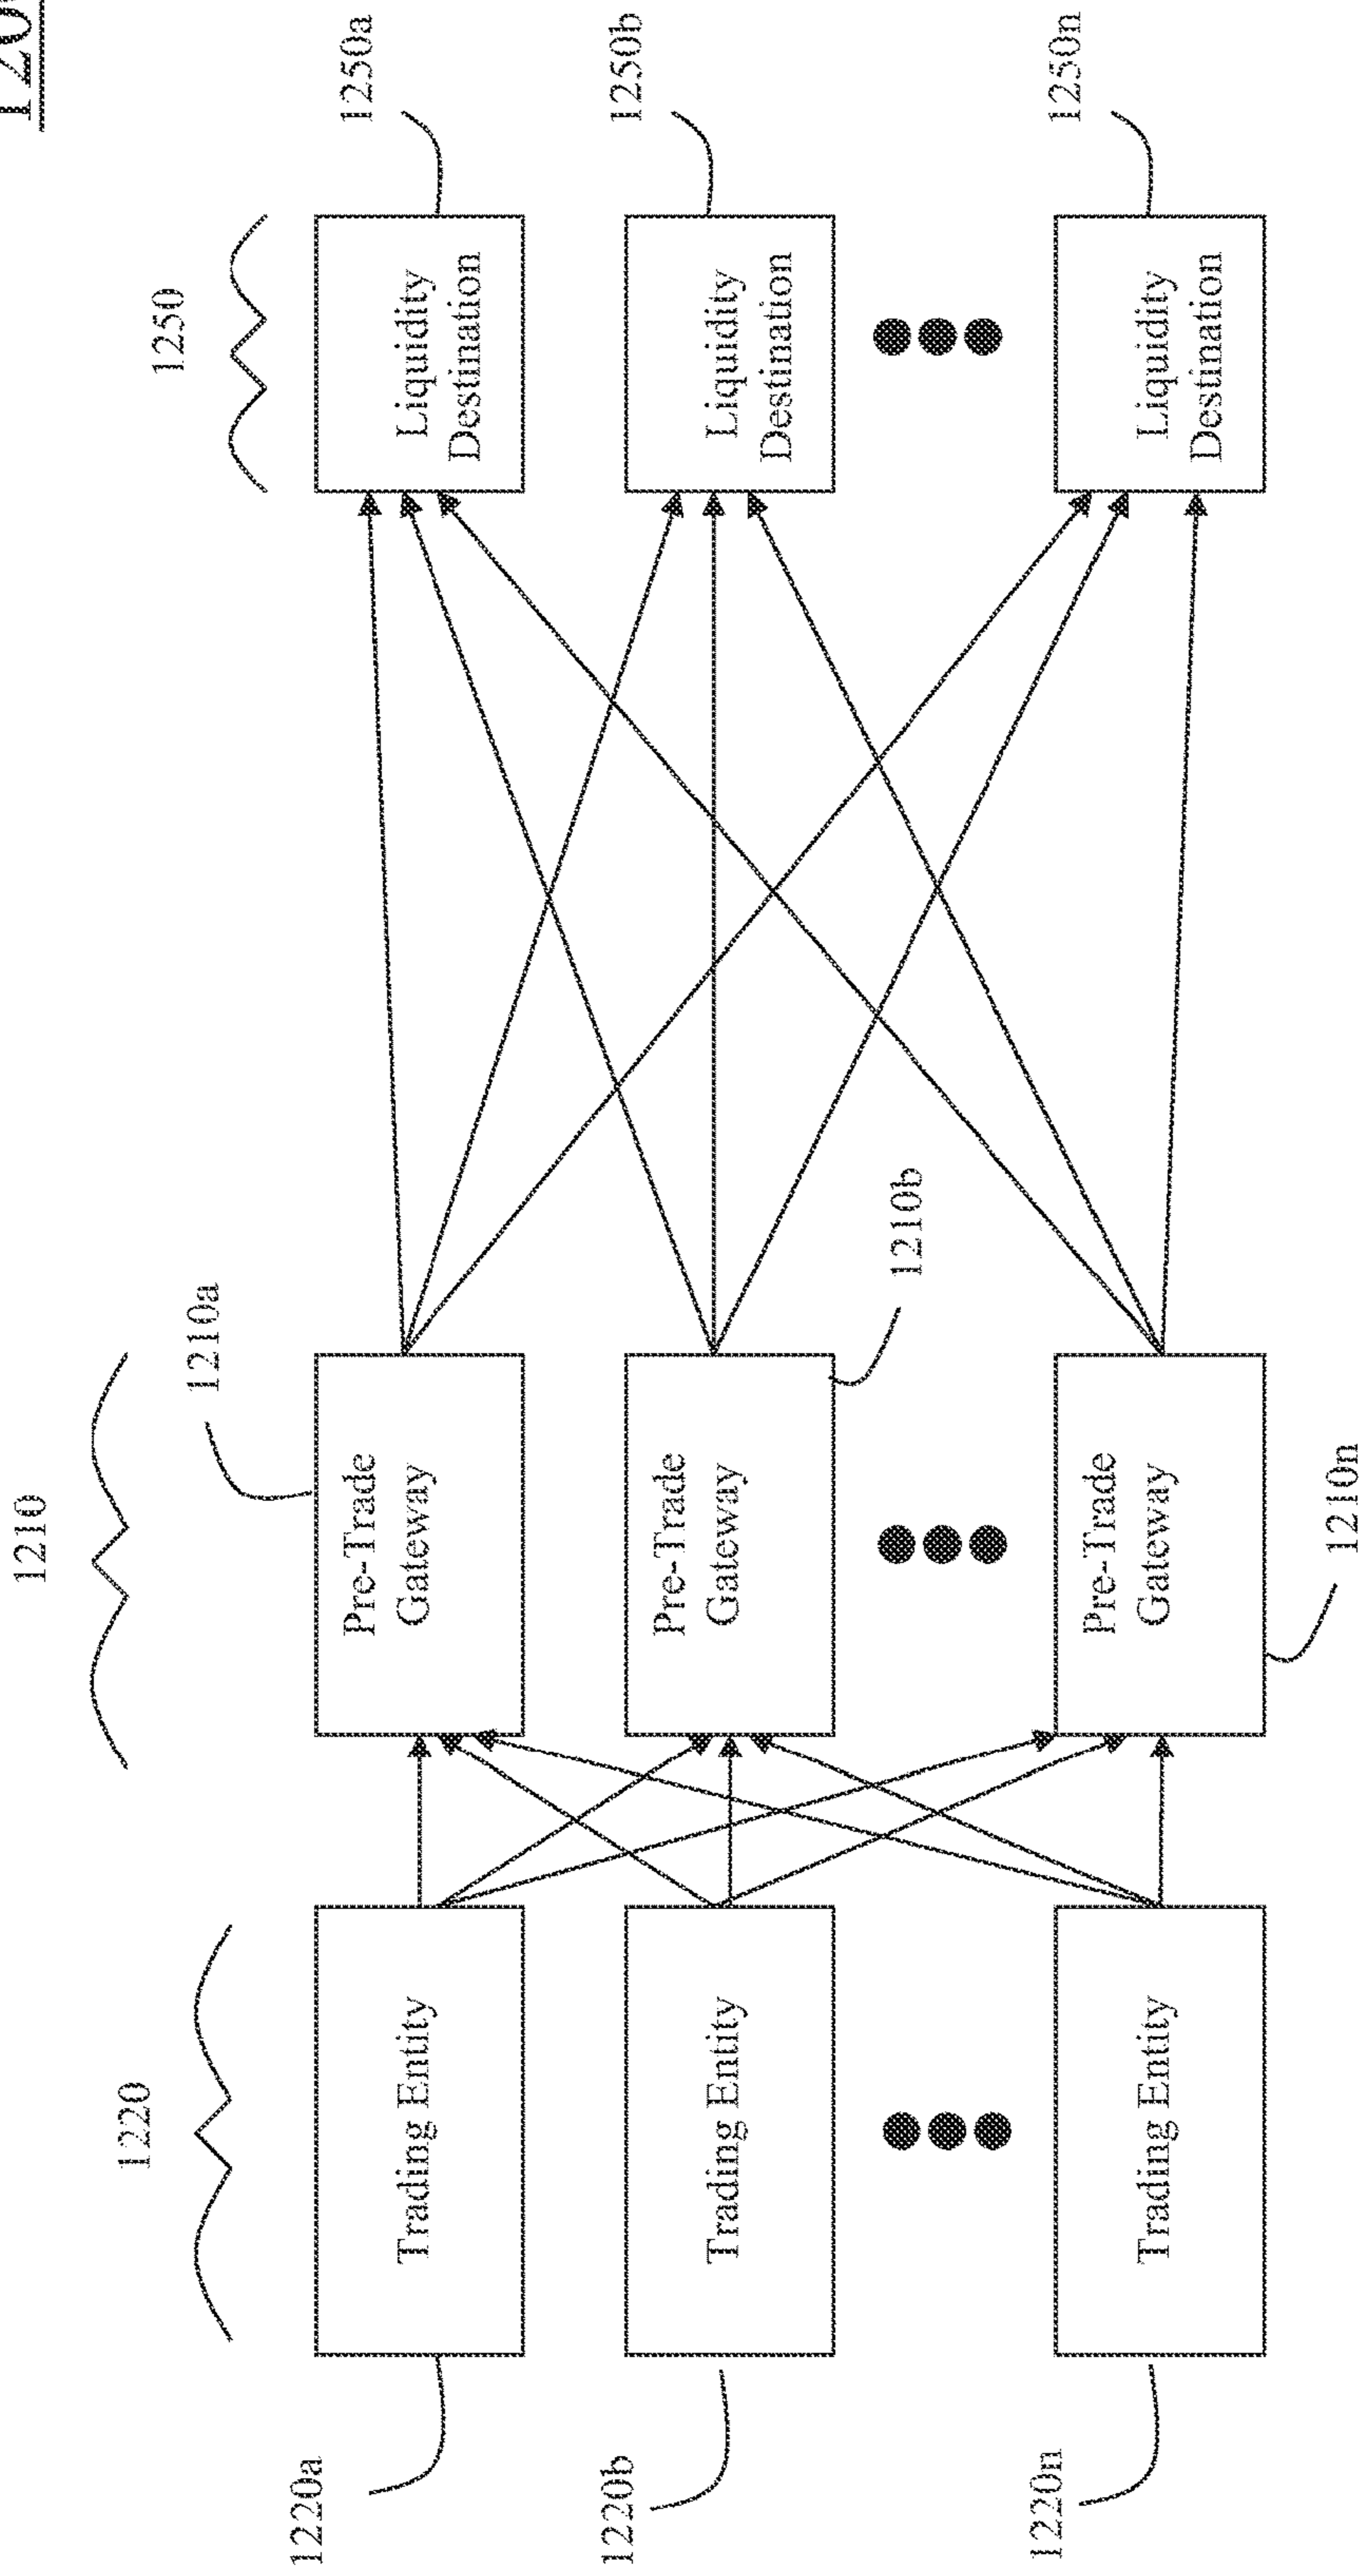 1210
1220
1250
1210a
1220a
Trading Entity
Pre-Trade
Gateway
Liquidity
Destination
1250a
1220b
Trading Entity
Pre-Trade
Gateway
Liquidity
Destination
1250b
1210b
1220n
Trading Entity
Pre-Trade
Gateway
Liquidity
Destination
1250n
1210n